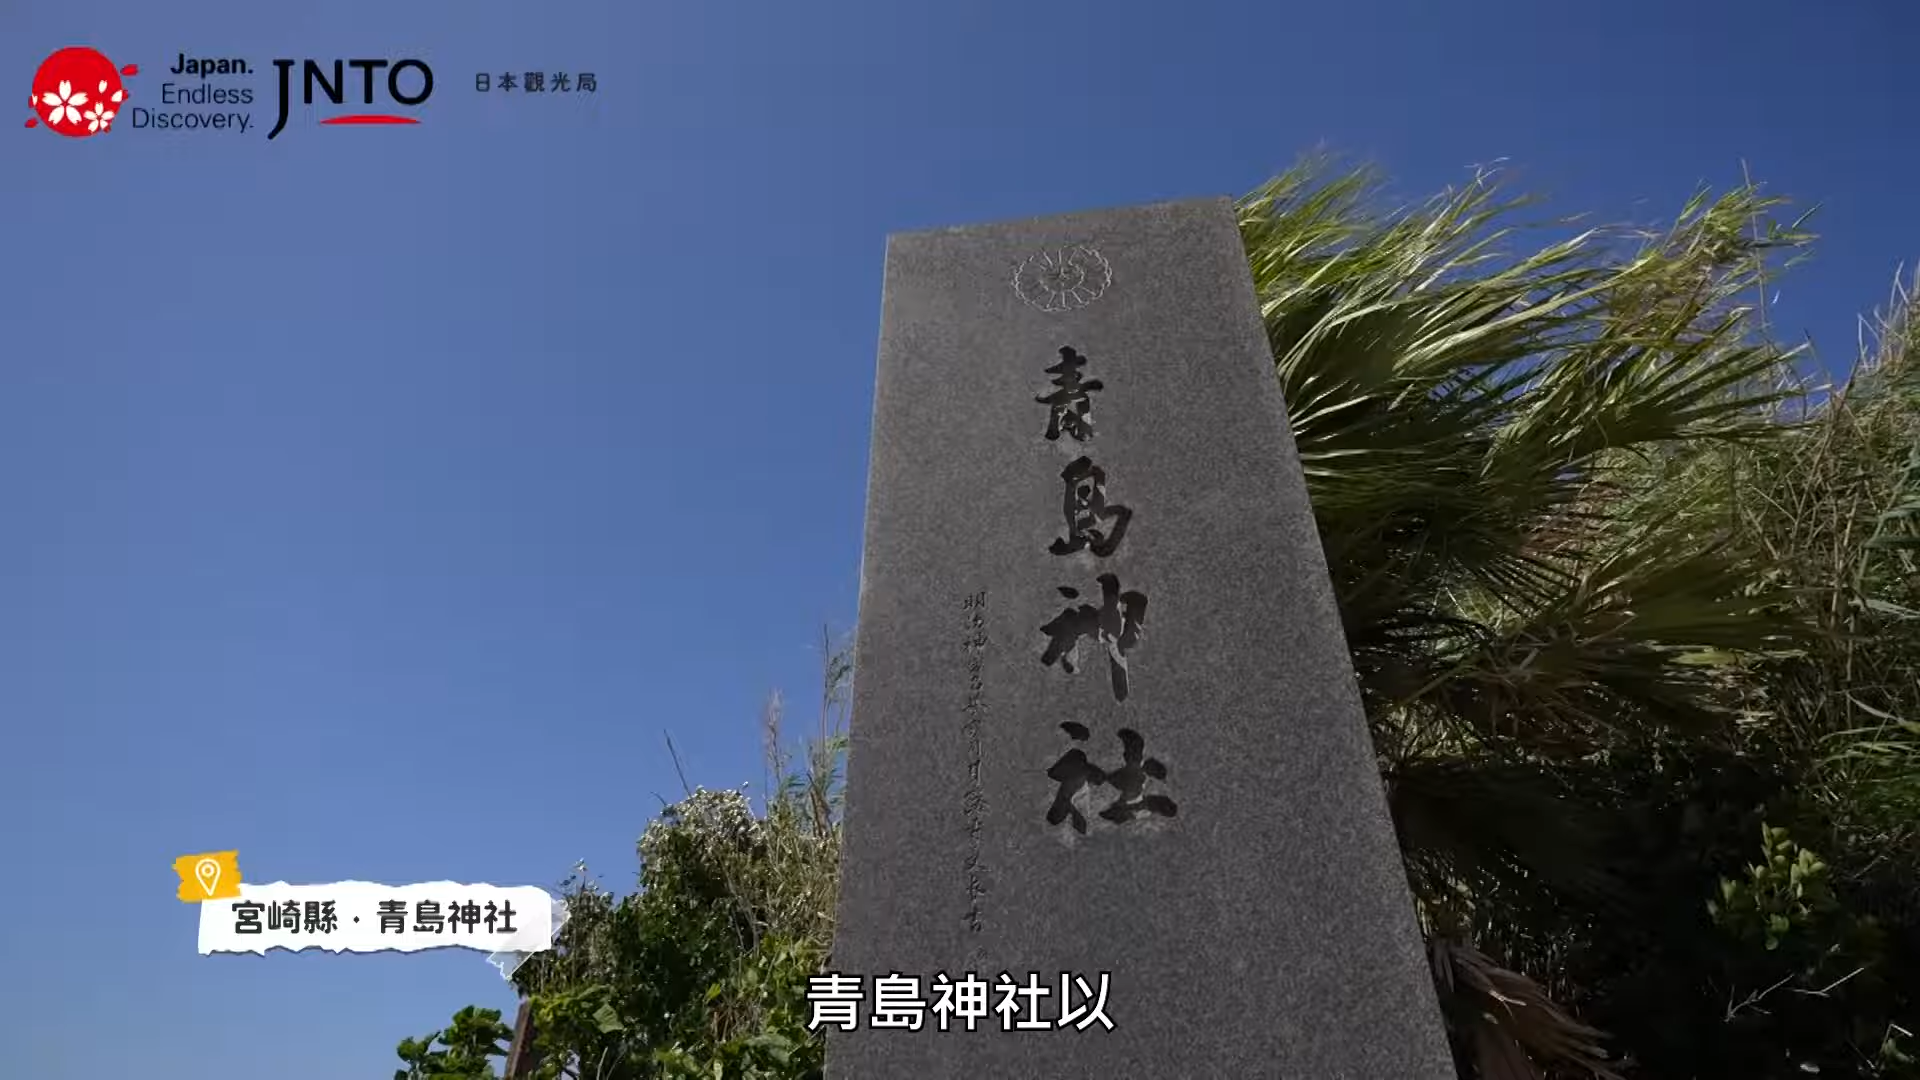 Japan.
Endless
Discovery.
JNTO
日本觀光局
青島神社
宮崎縣・青島神社
青島神社以